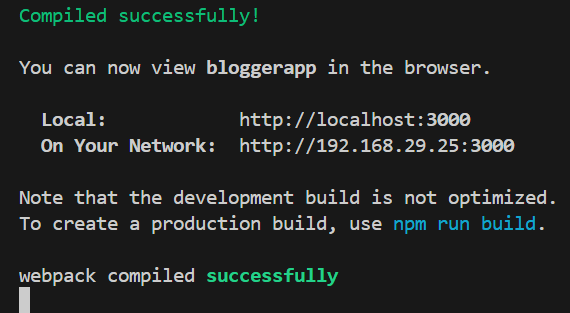 Compiled successfully!
You can now view bloggerapp in the browser.
Local: http://localhost:3000
On Your Network: http://192.168.29.25:3000
Note that the development build is not optimized.
To create a production build, use npm run build.
webpack compiled successfully